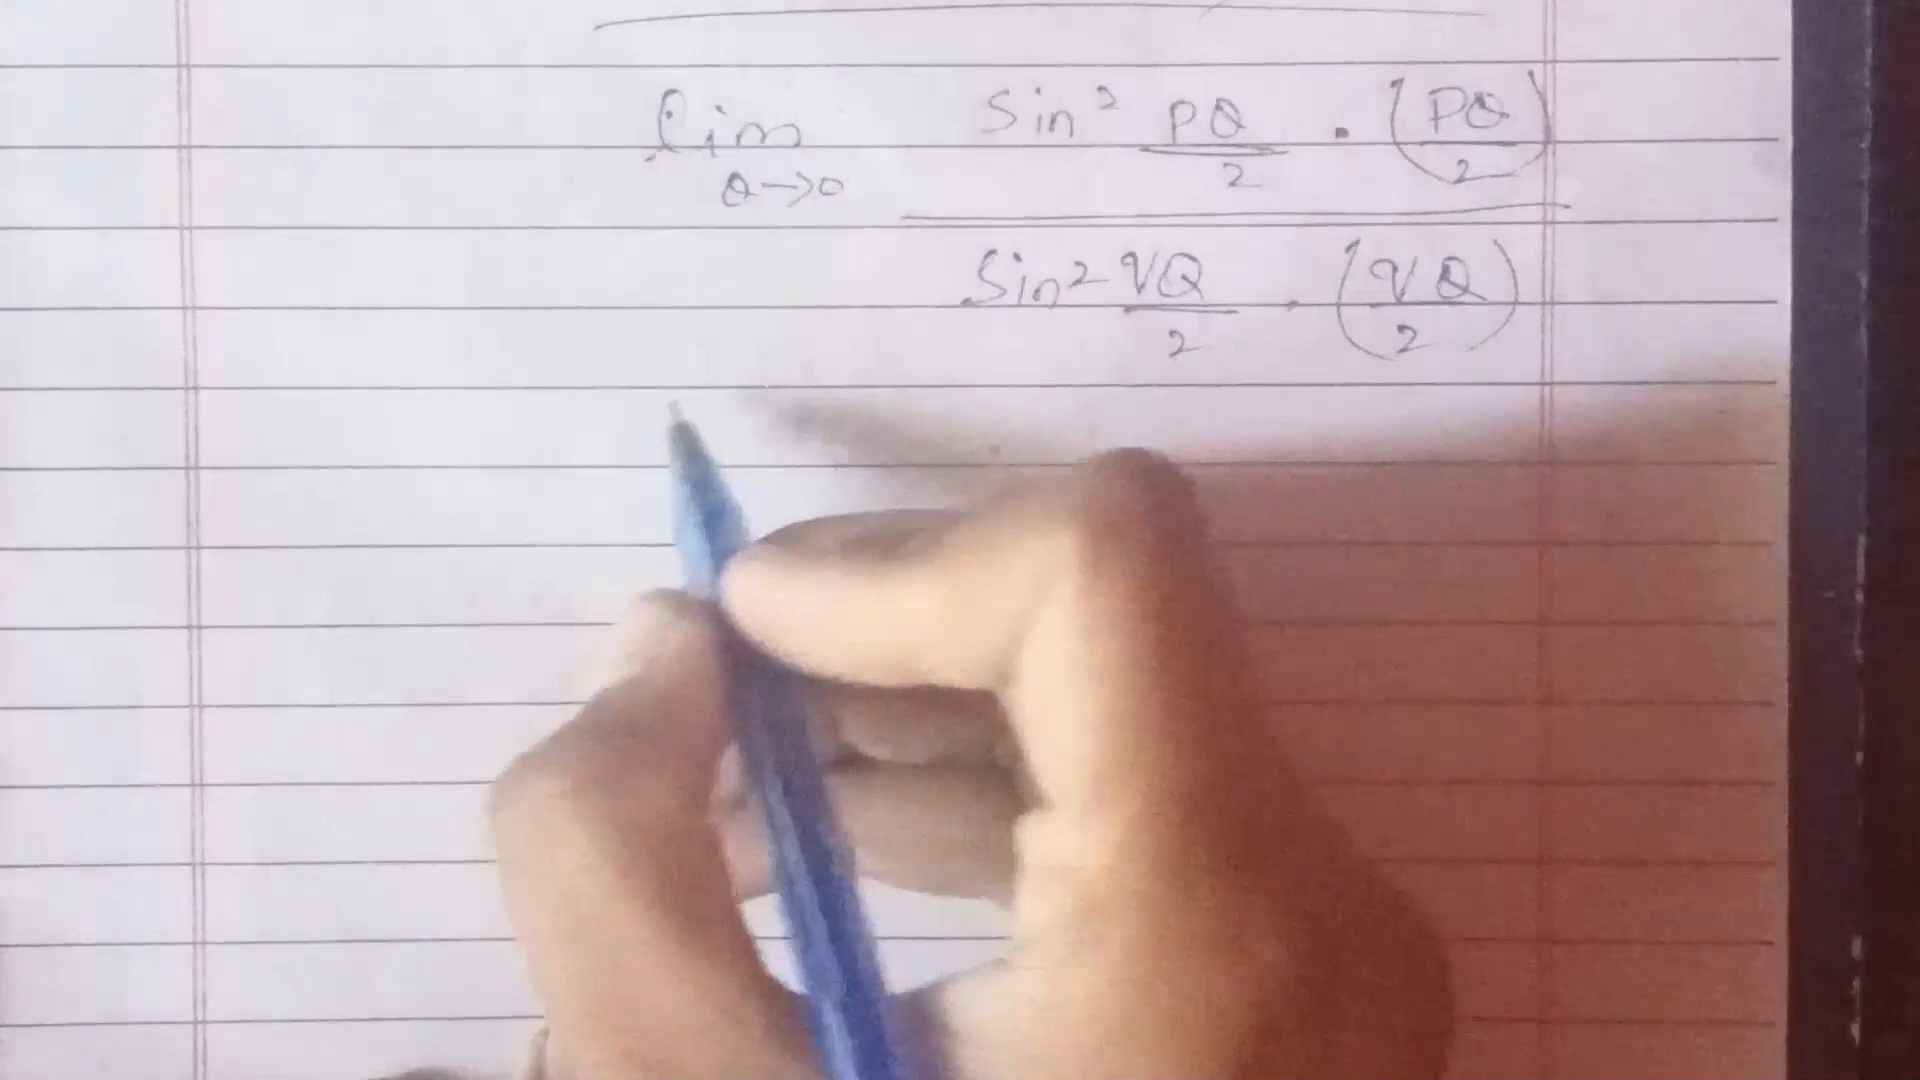 lim Sin² Pθ/2 . (Pθ/2)
θ→0
Sin² qθ/2 . (qθ/2)